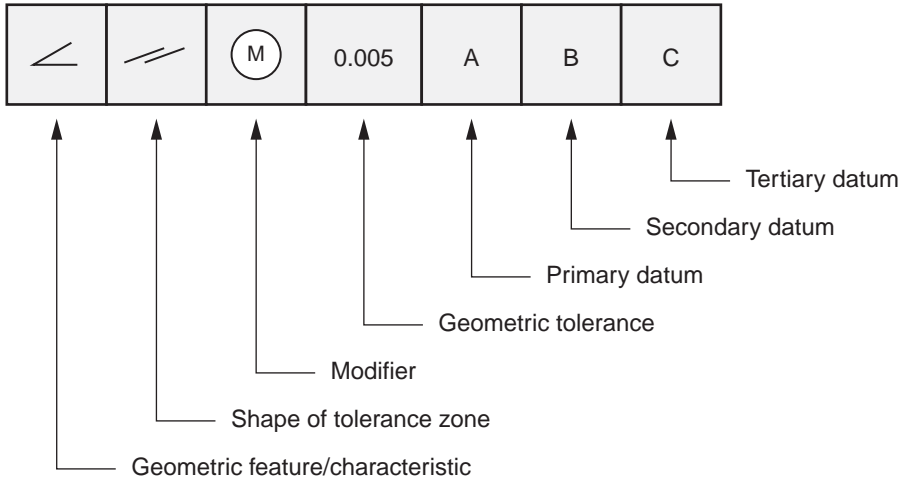 M 0.005 A B C
Tertiary datum
Secondary datum
Primary datum
Geometric tolerance
Modifier
Shape of tolerance zone
Geometric feature/characteristic